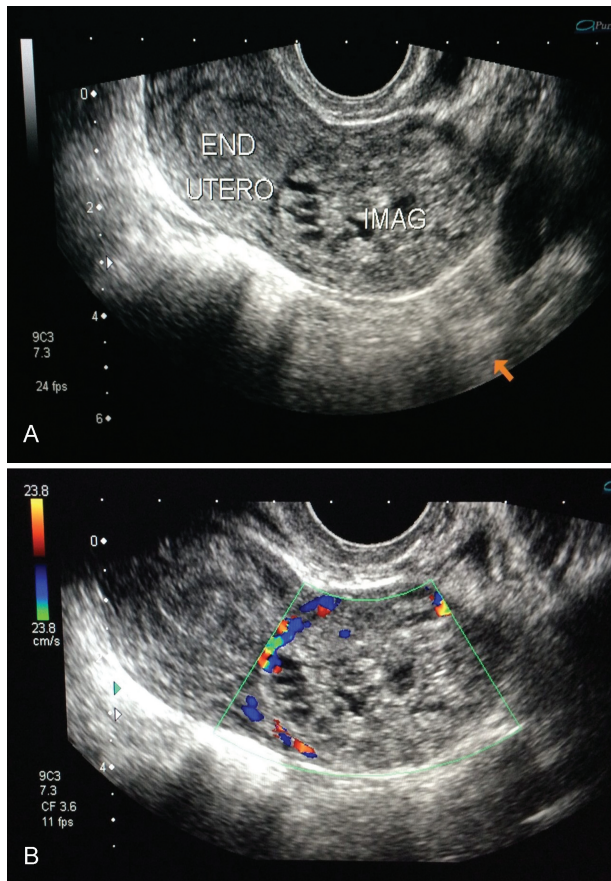 Pur
0
END
UTERO
2
IMAG
4
9C3
7.3
24 fps
6
A
23.8
0
23.8
cm/s
4
9C3
7.3
CF 3.6
11 fps
B